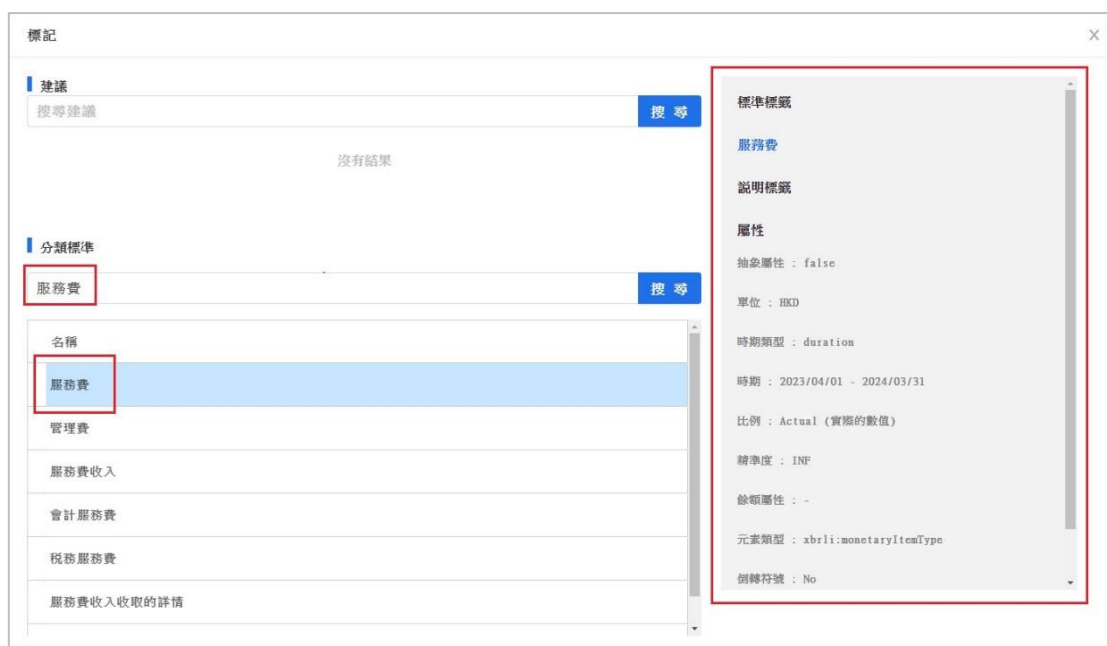 標記
建議
搜尋建議
搜 尋
沒有結果
分類標準
服務費
搜 尋
名稱
服務費
管理費
服務費收入
會計服務費
税務服務費
服務費收入收取的詳情
標準標籤
服務費
説明標籤
屬性
抽象屬性 : false
單位 : HKD
時期類型 : duration
時期 : 2023/04/01 - 2024/03/31
比例 : Actual (實際的數值)
精準度 : INF
餘額屬性 : -
元素類型 : xbrli:monetaryItemType
倒轉符號 : No